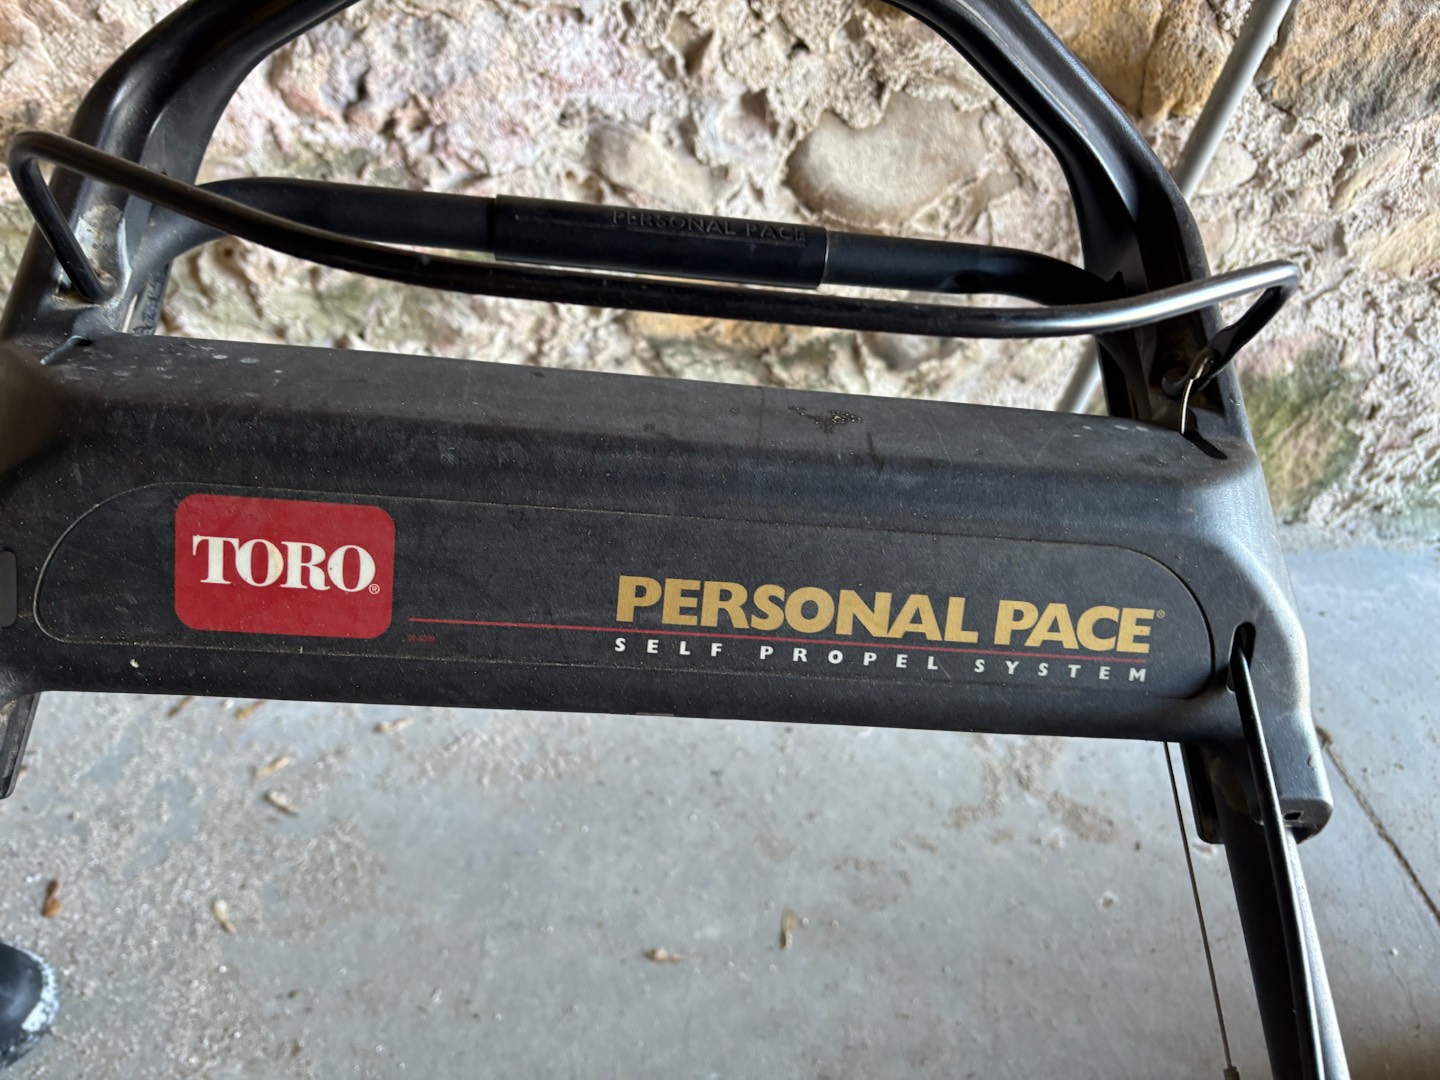 PERSONAL PACE
TORO®
PERSONAL PACE®
SELF PROPEL SYSTEM